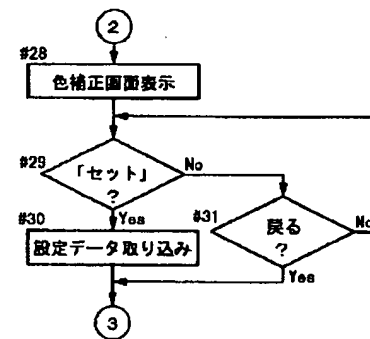 2
#28
色補正画面表示
#29
「セット」
?
No
Yes
#30
設定データ取り込み
#31
戻る
?
No
Yes
3